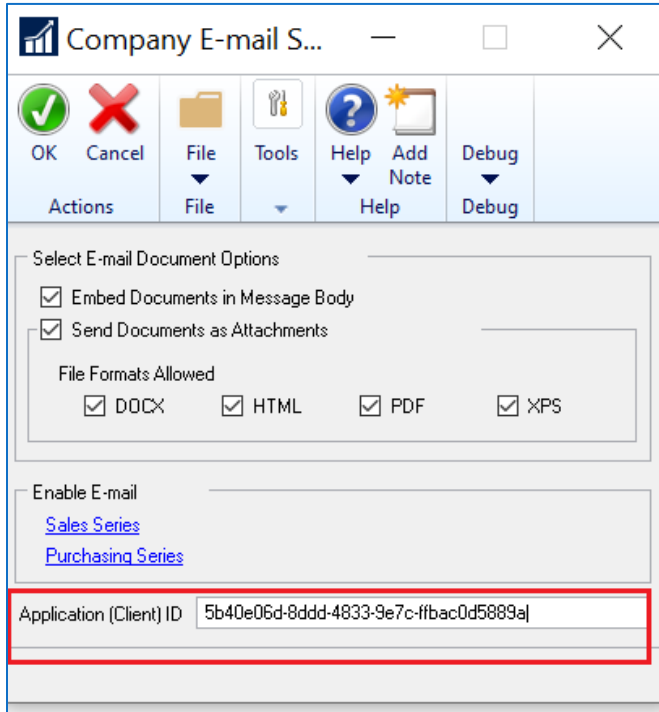 Company E-mail S...
OK Cancel File Tools Help Add Note Debug
Actions File Help Debug
Select E-mail Document Options
Embed Documents in Message Body
Send Documents as Attachments
File Formats Allowed
DOCX HTML PDF XPS
Enable E-mail
Sales Series
Purchasing Series
Application (Client) ID 5b40e06d-8ddd-4833-9e7c-ffbac0d5889a